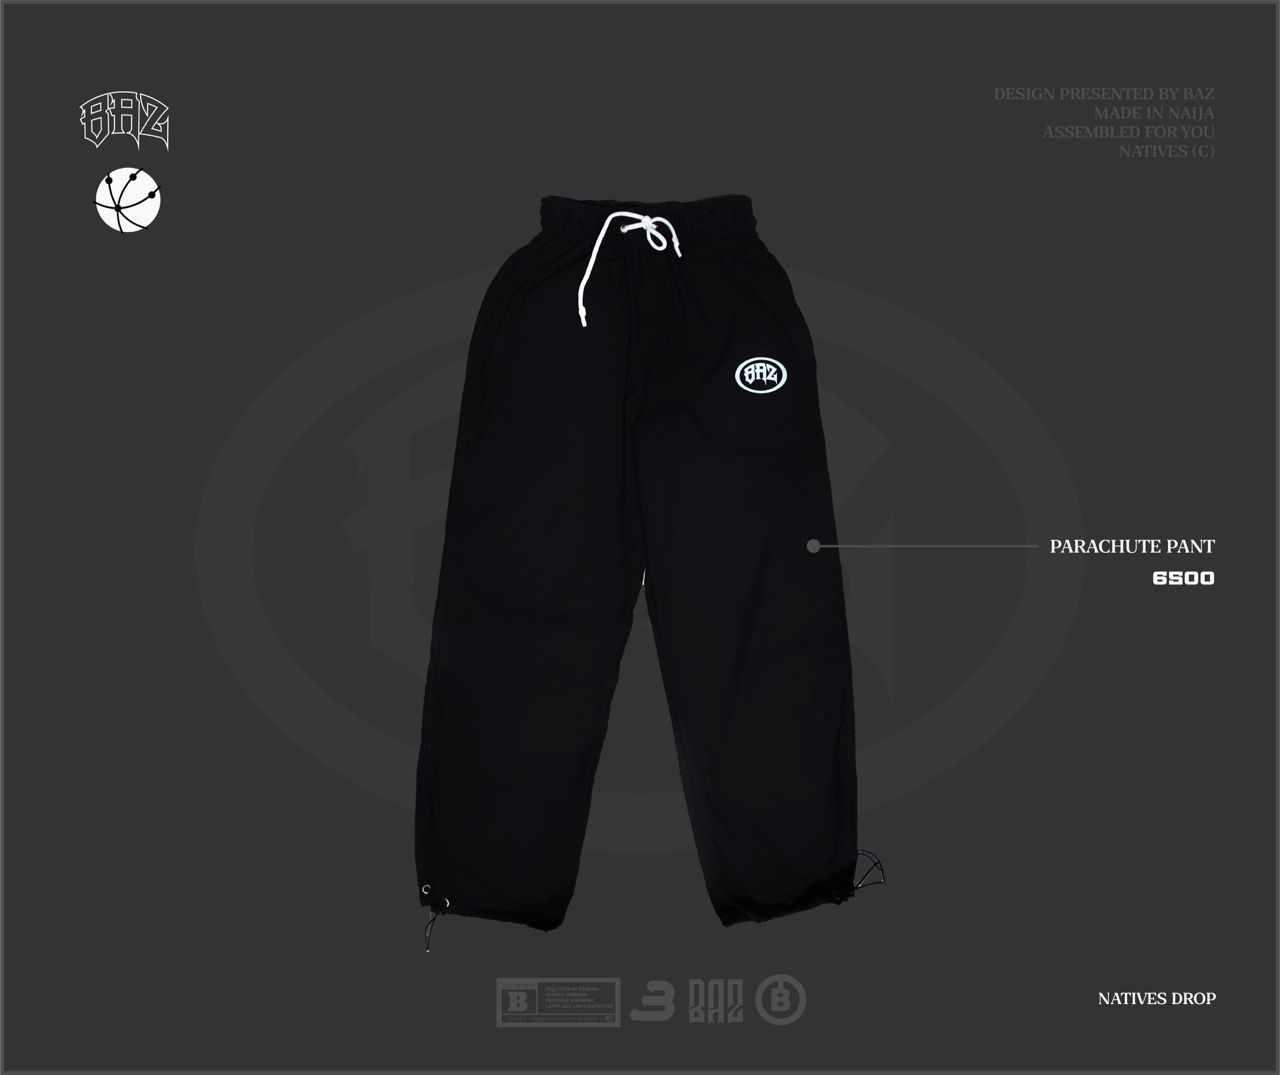 BAZ
DESIGN PRESENTED BY BAZ
MADE IN NAIJA
ASSEMBLED FOR YOU
NATIVES (C)
BAZ
PARACHUTE PANT
6500
B
BAZ
B
NATIVES DROP